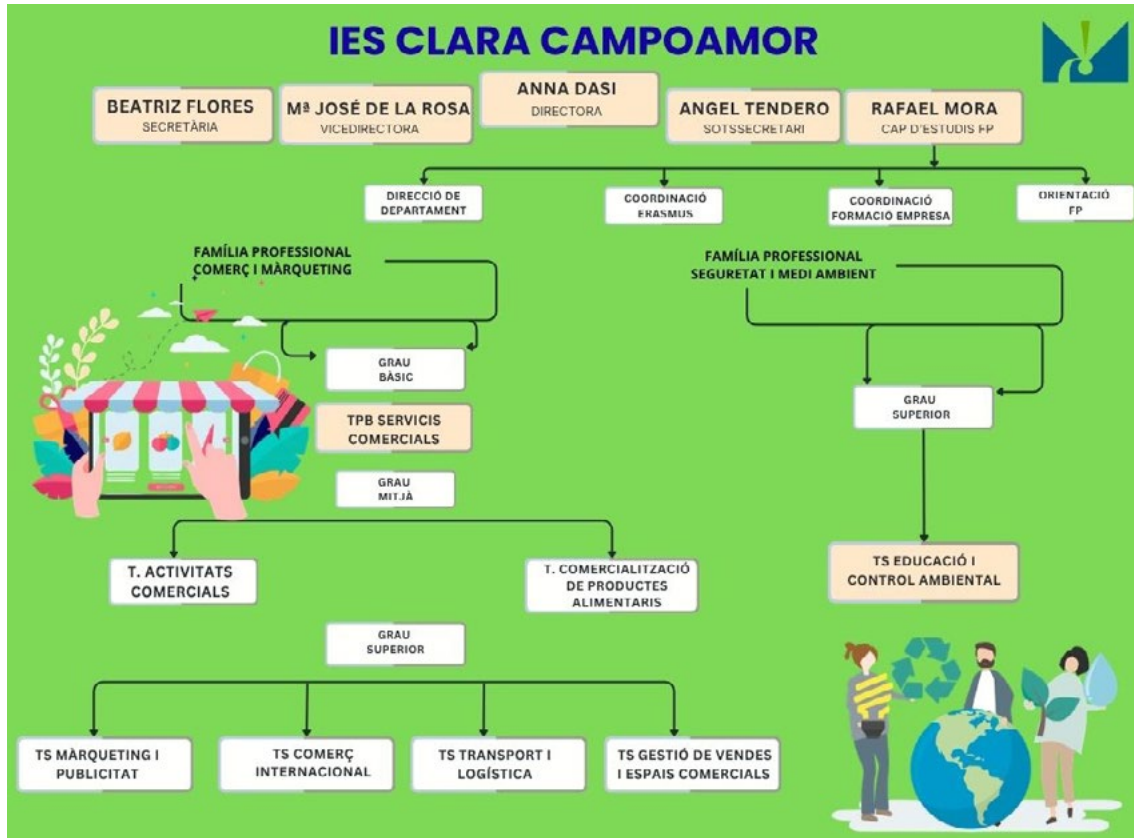 IES CLARA CAMPOAMOR
BEATRIZ FLORES
SECRETÀRIA
Mª JOSÉ DE LA ROSA
VICEDIRECTORA
ANNA DASI
DIRECTORA
ANGEL TENDERO
SOTSSECRETARI
RAFAEL MORA
CAP D'ESTUDIS FP
DIRECCIÓ DE
DEPARTAMENT
COORDINACIÓ
ERASMUS
COORDINACIÓ
FORMACIÓ EMPRESA
ORIENTACIÓ
FP
FAMÍLIA PROFESSIONAL
COMERÇ I MÀRQUETING
FAMÍLIA PROFESSIONAL
SEGURETAT I MEDI AMBIENT
GRAU
BÀSIC
TPB SERVICIS
COMERCIALS
GRAU
MITJÀ
T. ACTIVITATS
COMERCIALS
T. COMERCIALITZACIÓ
DE PRODUCTES
ALIMENTARIS
GRAU
SUPERIOR
TS MÀRQUETING I
PUBLICITAT
TS COMERÇ
INTERNACIONAL
TS TRANSPORT I
LOGÍSTICA
TS GESTIÓ DE VENDES
I ESPAIS COMERCIALS
GRAU
SUPERIOR
TS EDUCACIÓ I
CONTROL AMBIENTAL